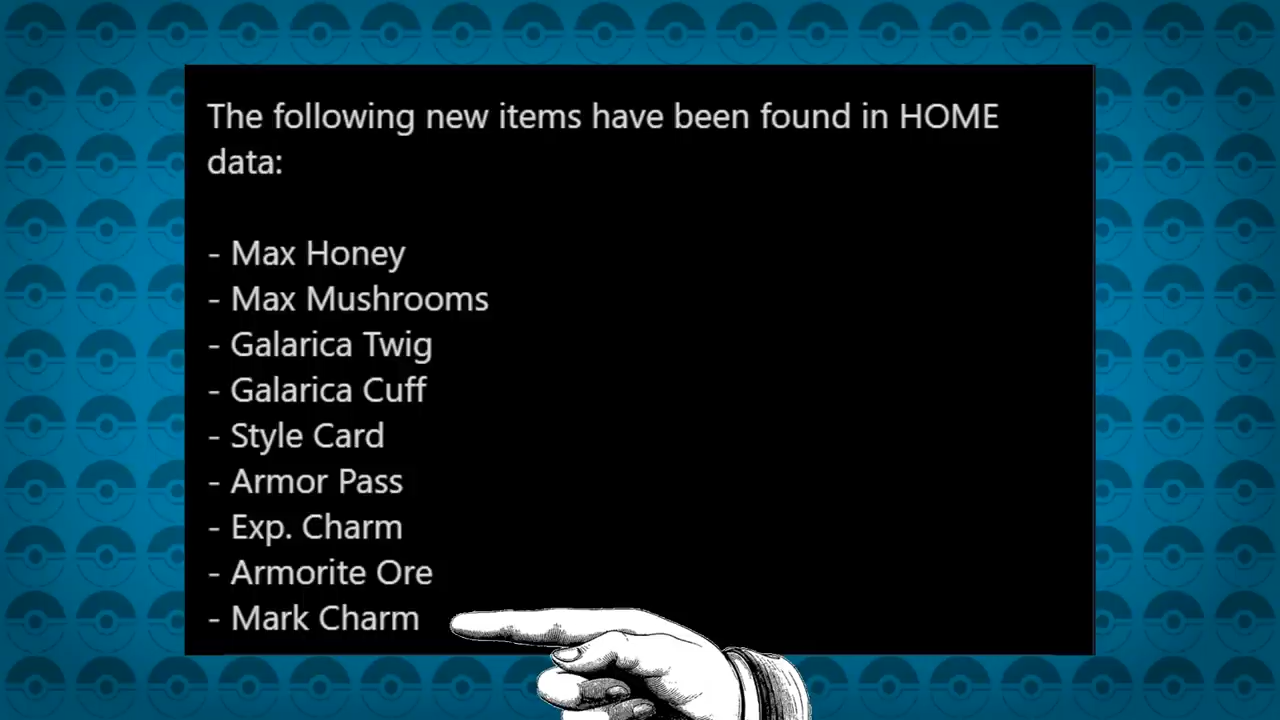 The following new items have been found in HOME
data:
- Max Honey
- Max Mushrooms
- Galarica Twig
- Galarica Cuff
- Style Card
- Armor Pass
- Exp. Charm
- Armorite Ore
- Mark Charm